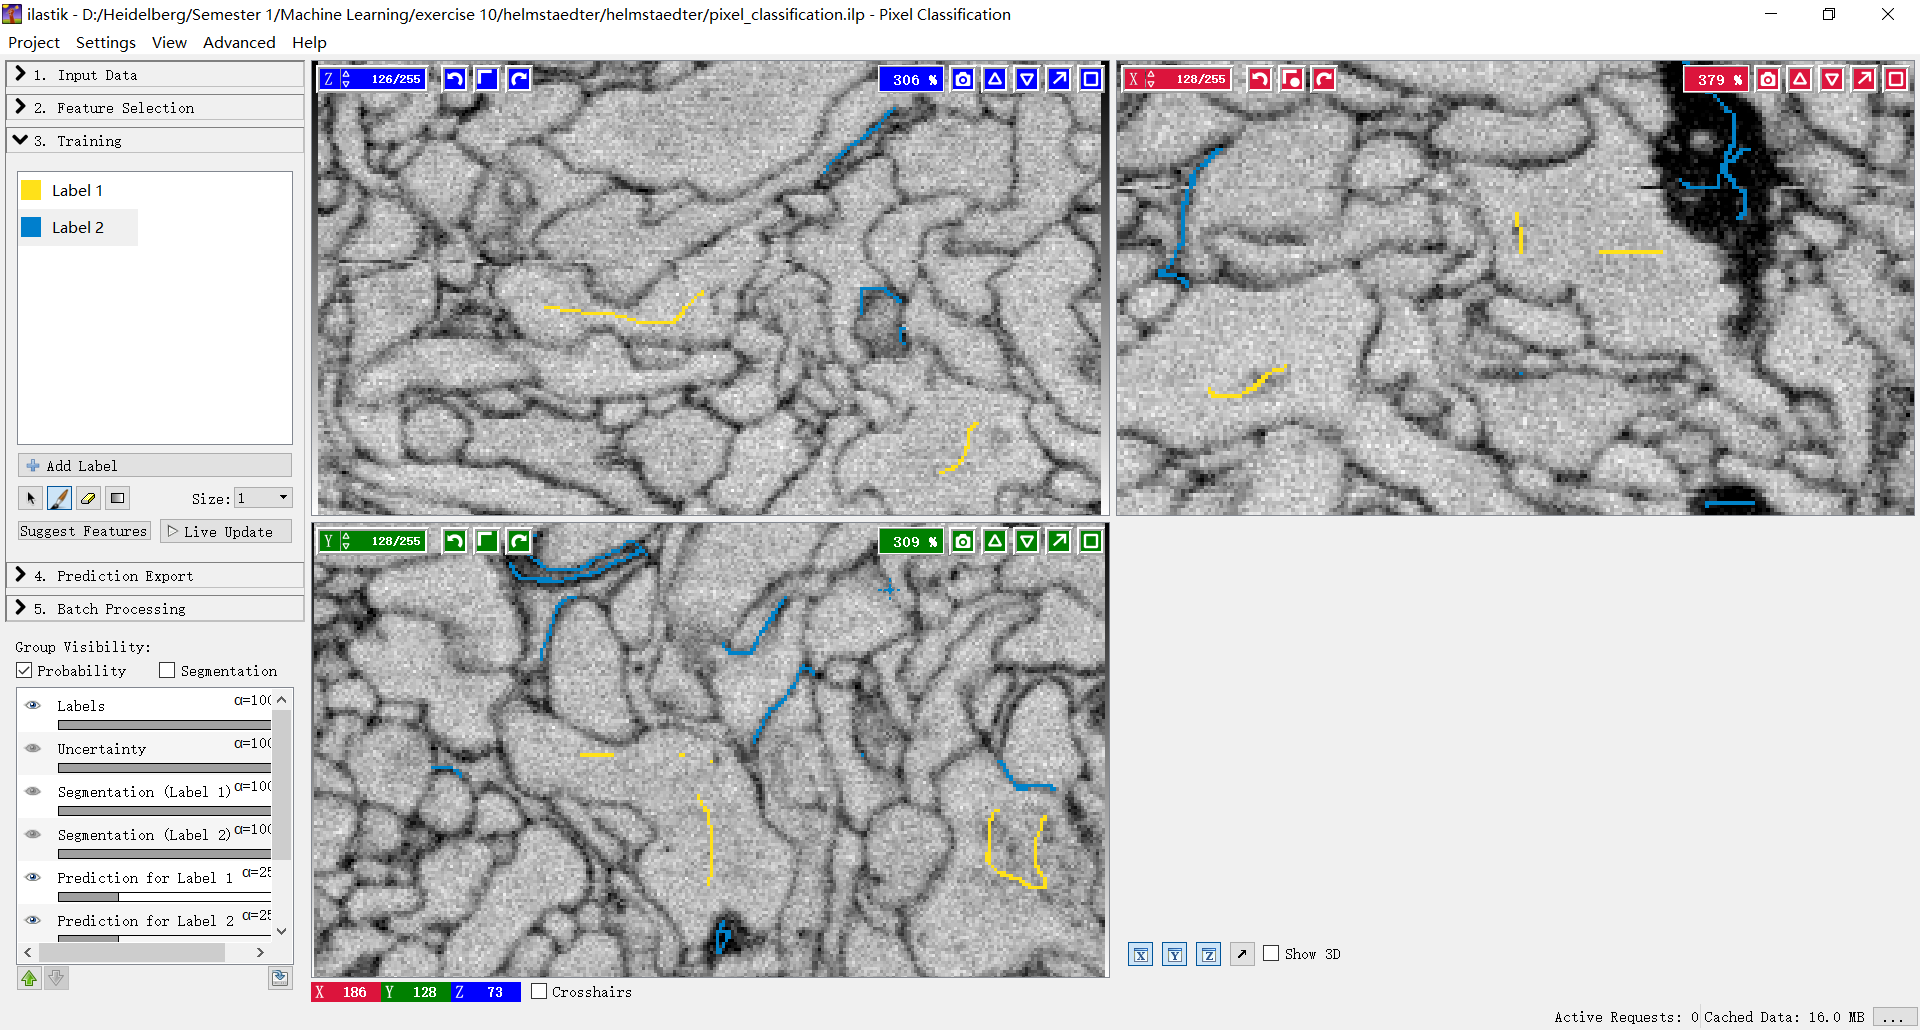 ilastik - D:/Heidelberg/Semester 1/Machine Learning/exercise 10/helmstaedter/helmstaedter/pixel_classification.ilp - Pixel Classification
Project Settings View Advanced Help
1. Input Data
2. Feature Selection
3. Training
Label 1
Label 2
Add Label
Size: 1
Suggest Features
Live Update
4. Prediction Export
5. Batch Processing
Group Visibility:
Probability
Segmentation
Labels α=100
Uncertainty α=100
Segmentation (Label 1) α=100
Segmentation (Label 2) α=100
Prediction for Label 1 α=25
Prediction for Label 2 α=25
Z 126/255
306 %
X 128/255
379 %
Y 128/255
309 %
X Y Z
Show 3D
X 186 Y 128 Z 73
Crosshairs
Active Requests: 0 Cached Data: 16.0 MB ...